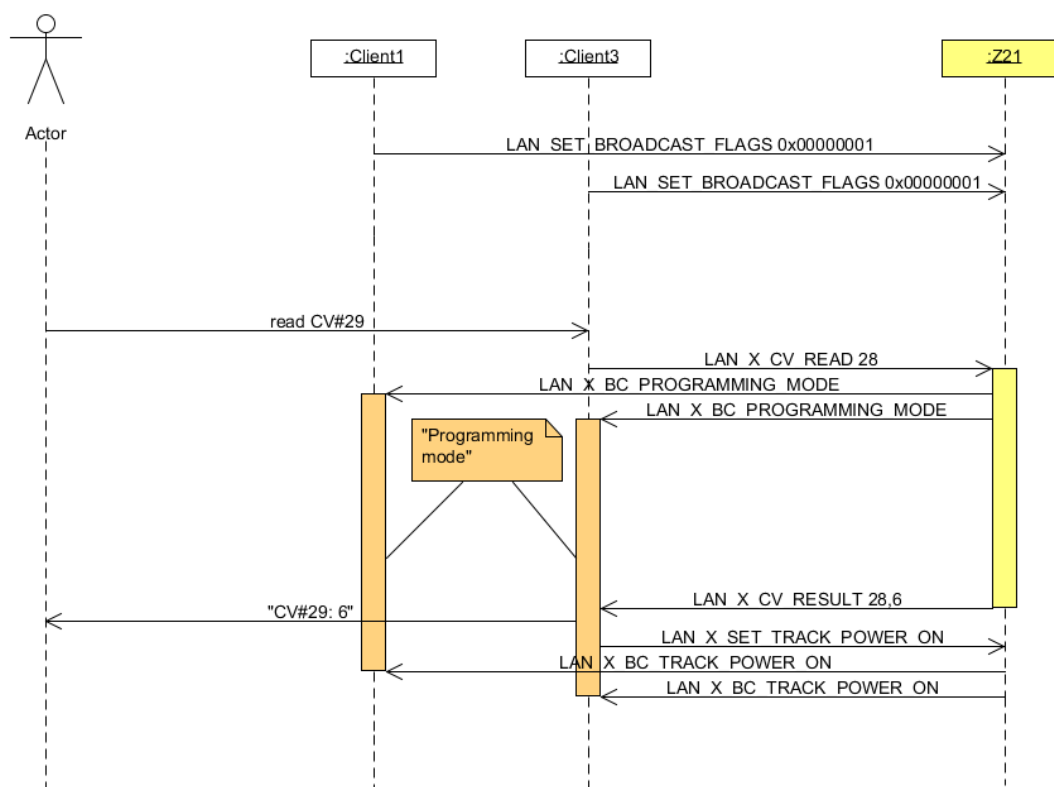 :Client1
:Client3
:Z21
Actor
LAN_SET_BROADCAST_FLAGS 0x00000001
LAN_SET_BROADCAST_FLAGS 0x00000001
read CV#29
LAN_X_CV_READ 28
LAN_X_BC_PROGRAMMING_MODE
LAN_X_BC_PROGRAMMING_MODE
"Programming
mode"
LAN_X_CV_RESULT 28,6
"CV#29: 6"
LAN_X_SET_TRACK_POWER_ON
LAN_X_BC_TRACK_POWER_ON
LAN_X_BC_TRACK_POWER_ON